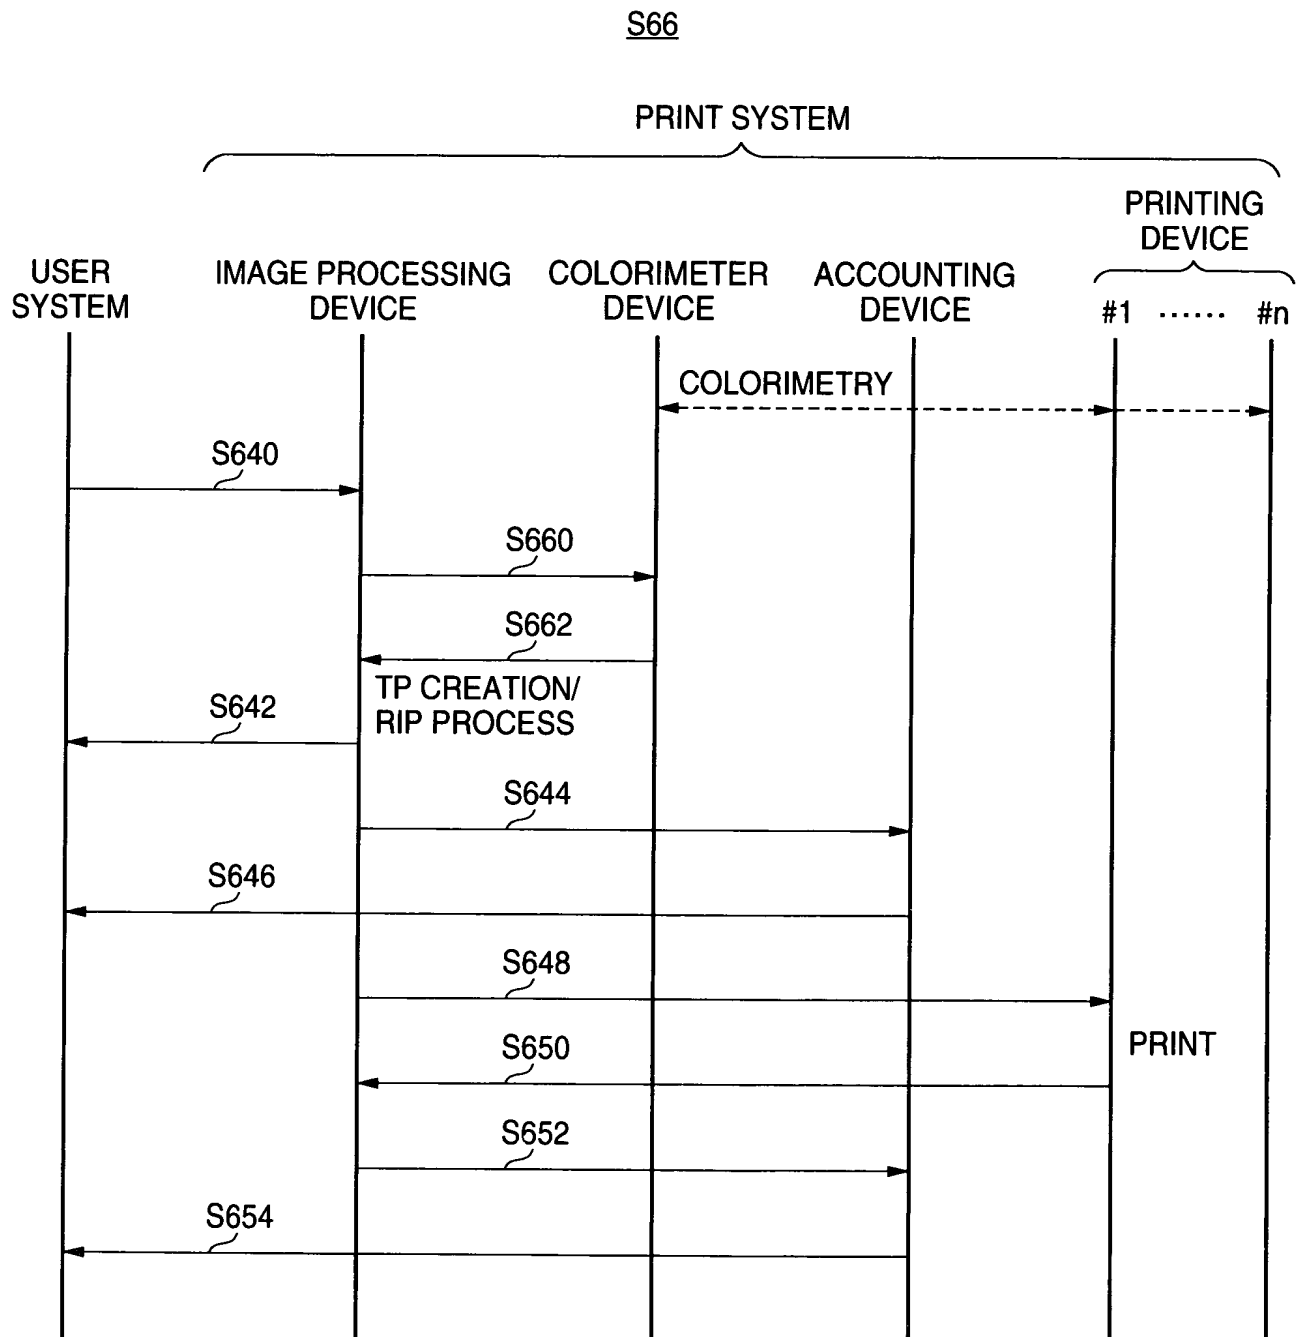 S66
PRINT SYSTEM
PRINTING
DEVICE
USER
SYSTEM
IMAGE PROCESSING
DEVICE
COLORIMETER
DEVICE
ACCOUNTING
DEVICE
#1 ······ #n
COLORIMETRY
S640
S660
S662
TP CREATION/
RIP PROCESS
S642
S644
S646
S648
PRINT
S650
S652
S654